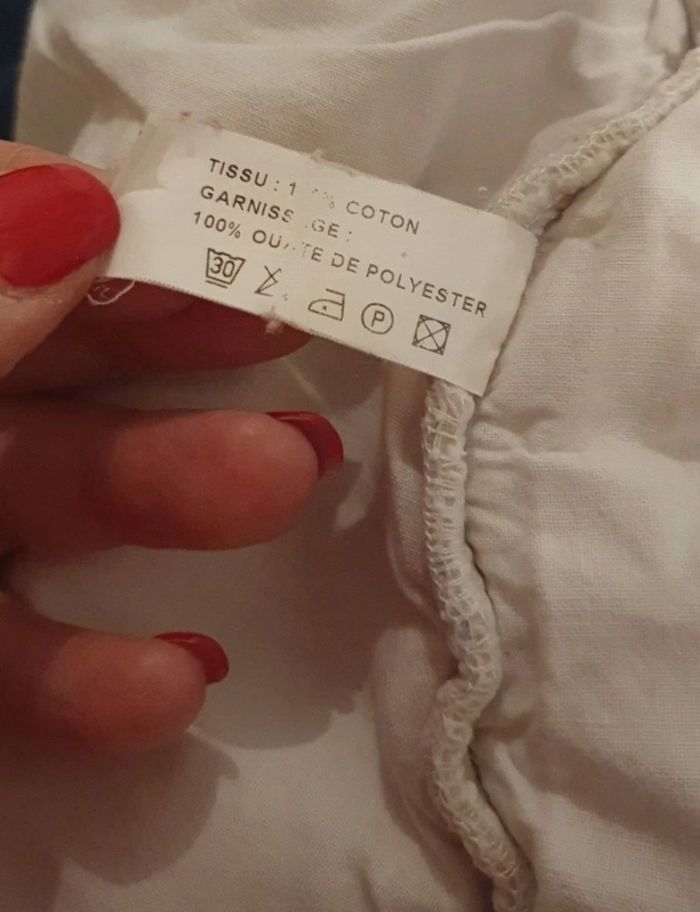 TISSU : COTON
GARNISS GE :
100% OU TE DE POLYESTER
30
P